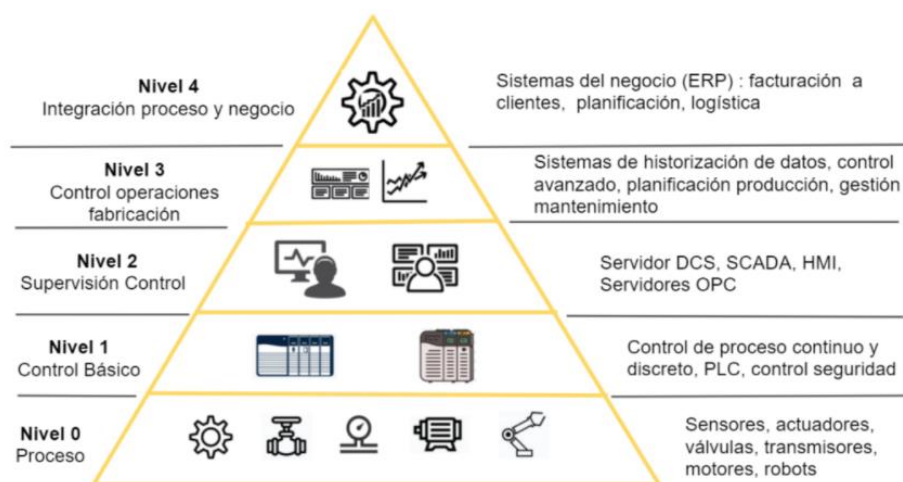 Nivel 4
Integración proceso y negocio
Sistemas del negocio (ERP) : facturación a
clientes, planificación, logística
Nivel 3
Control operaciones
fabricación
Sistemas de historización de datos, control
avanzado, planificación producción, gestión
mantenimiento
Nivel 2
Supervisión Control
Servidor DCS, SCADA, HMI,
Servidores OPC
Nivel 1
Control Básico
Control de proceso continuo y
discreto, PLC, control seguridad
Nivel 0
Proceso
Sensores, actuadores,
válvulas, transmisores,
motores, robots